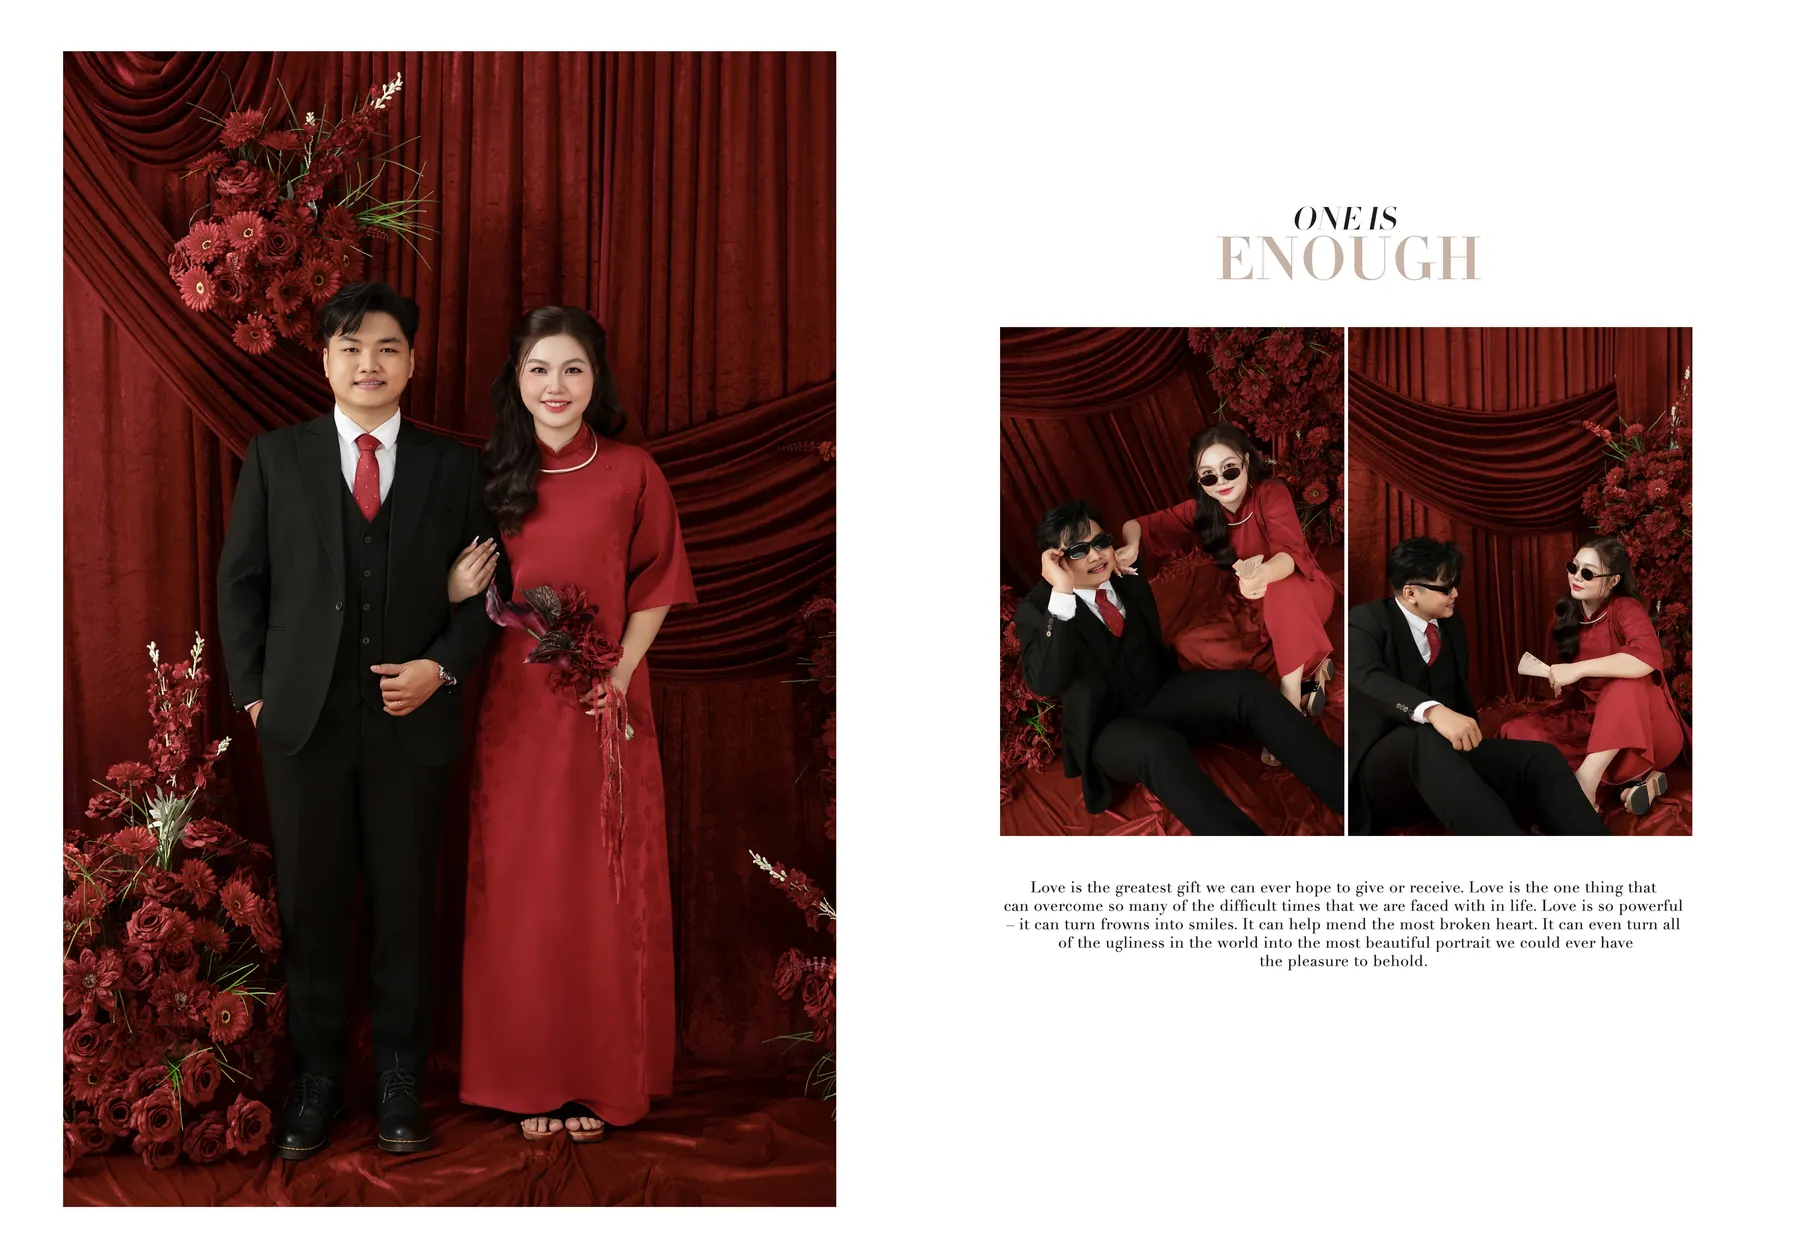 ONE IS
ENOUGH
Love is the greatest gift we can ever hope to give or receive. Love is the one thing that
can overcome so many of the difficult times that we are faced with in life. Love is so powerful
– it can turn frowns into smiles. It can help mend the most broken heart. It can even turn all
of the ugliness in the world into the most beautiful portrait we could ever have
the pleasure to behold.